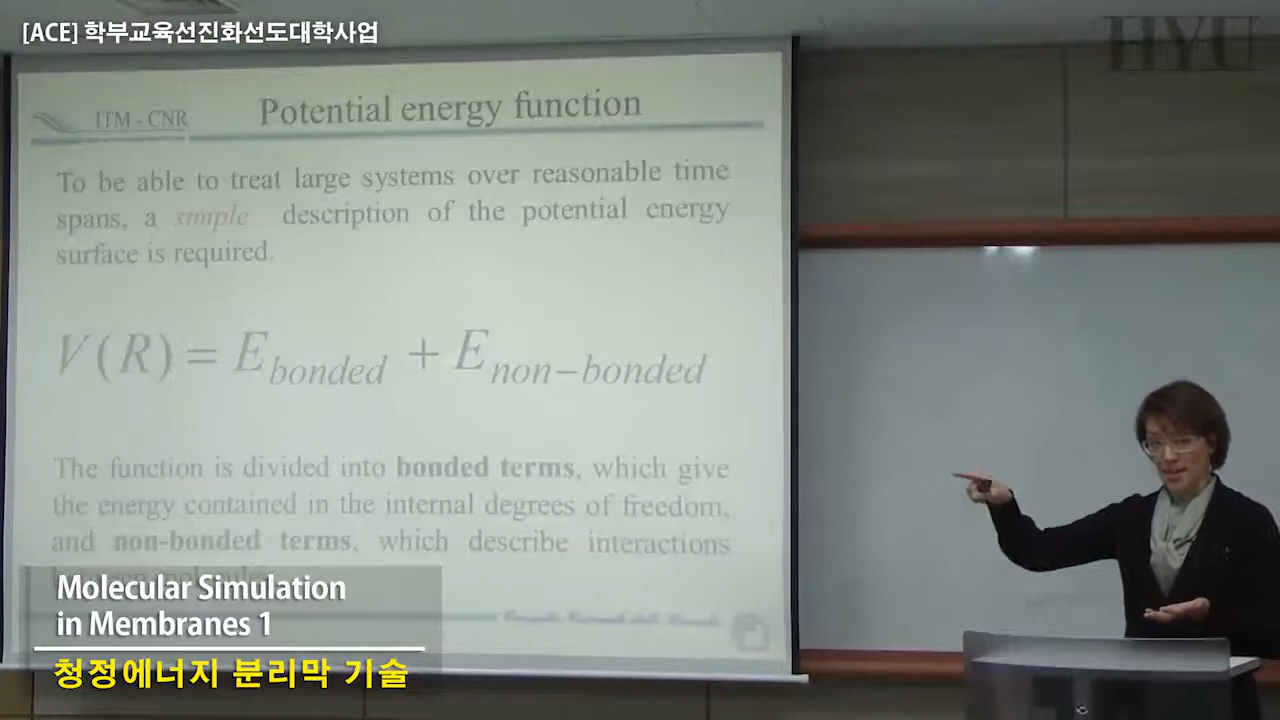 [ACE] 학부교육선진화선도대학사업
HYU
ITM - CNR
Potential energy function
To be able to treat large systems over reasonable time
spans, a simple description of the potential energy
surface is required.
V(R) = E bonded + E non-bonded
The function is divided into bonded terms, which give
the energy contained in the internal degrees of freedom,
and non-bonded terms, which describe interactions
Molecular Simulation
in Membranes 1
청정에너지 분리막 기술